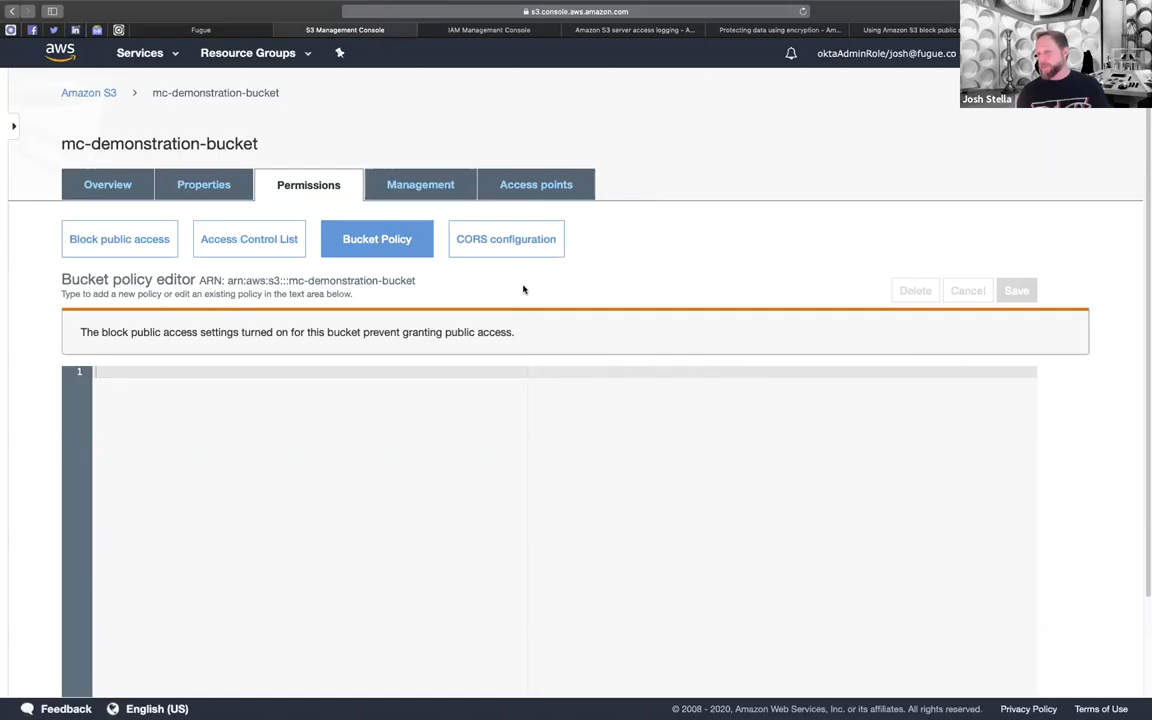 s3.console.aws.amazon.com
Fugue
S3 Management Console
IAM Management Console
Amazon S3 server access logging - A...
Protecting data using encryption - Am...
Using Amazon S3 block public
aws
Services
Resource Groups
oktaAdminRole/josh@fugue.co
Josh Stella
Amazon S3 > mc-demonstration-bucket
mc-demonstration-bucket
Overview
Properties
Permissions
Management
Access points
Block public access
Access Control List
Bucket Policy
CORS configuration
Bucket policy editor ARN: arn:aws:s3:::mc-demonstration-bucket
Type to add a new policy or edit an existing policy in the text area below.
Delete
Cancel
Save
The block public access settings turned on for this bucket prevent granting public access.
1
Feedback
English (US)
© 2008 - 2020, Amazon Web Services, Inc. or its affiliates. All rights reserved.
Privacy Policy
Terms of Use